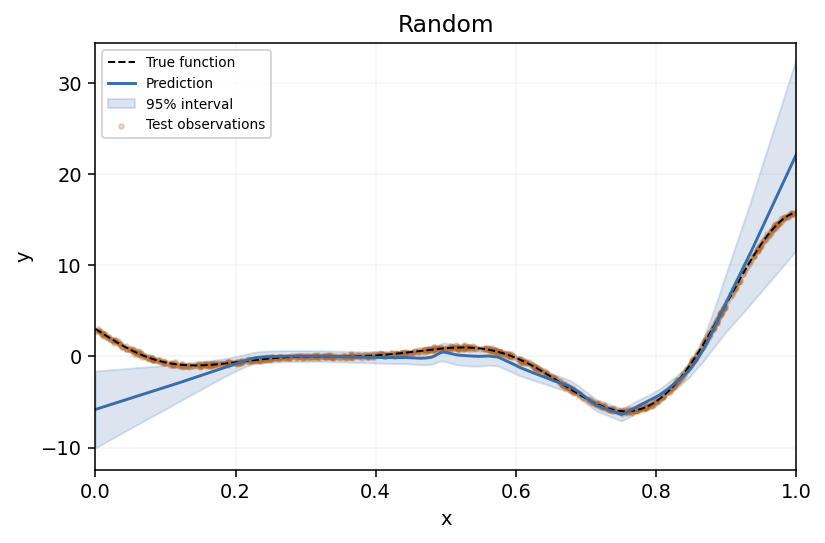 Random
True function
Prediction
95% interval
Test observations
30
20
10
0
−10
y
0.0 0.2 0.4 0.6 0.8 1.0
x